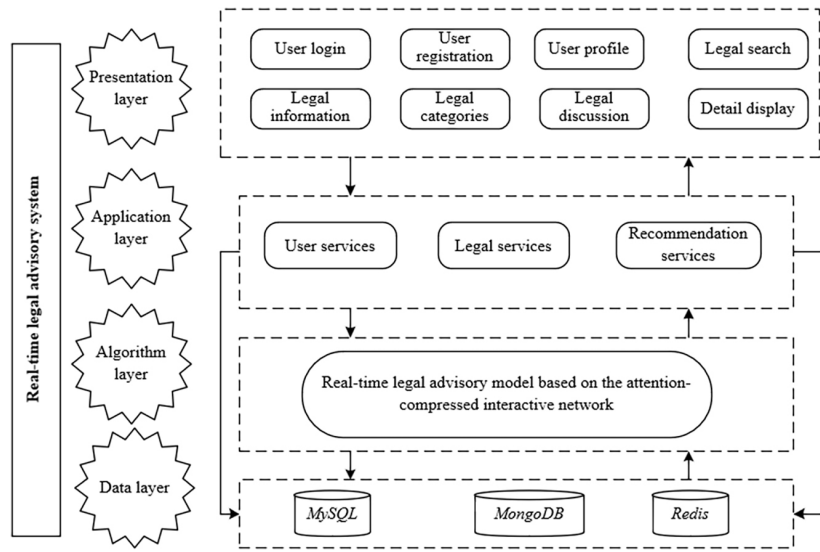 Real-time legal advisory system
Presentation
layer
User login
User
registration
User profile
Legal search
Legal
information
Legal
categories
Legal
discussion
Detail display
Application
layer
User services
Legal services
Recommendation
services
Algorithm
layer
Real-time legal advisory model based on the attention-
compressed interactive network
Data layer
MySQL
MongoDB
Redis